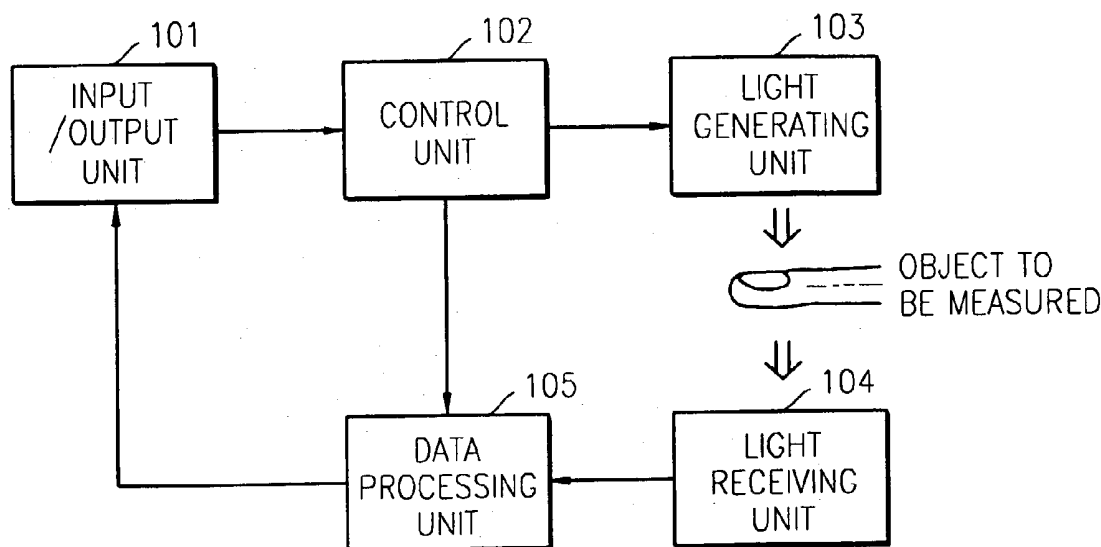 101
INPUT
/OUTPUT
UNIT
102
CONTROL
UNIT
103
LIGHT
GENERATING
UNIT
OBJECT TO
BE MEASURED
105
DATA
PROCESSING
UNIT
104
LIGHT
RECEIVING
UNIT